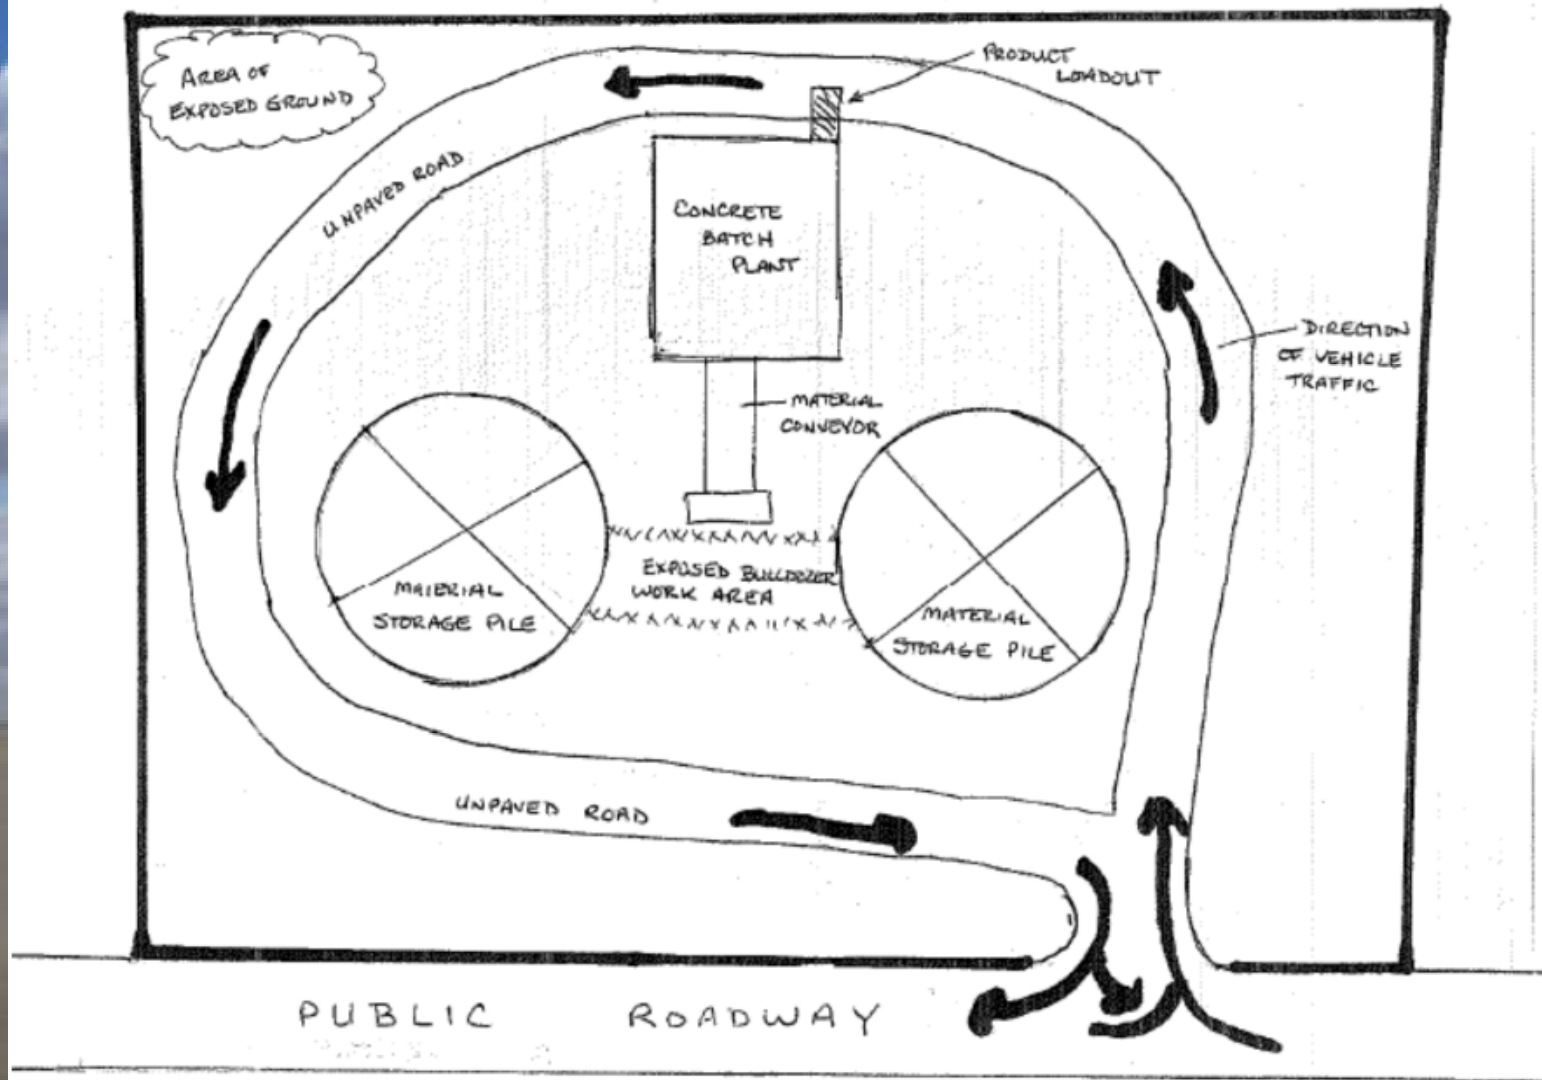 AREA OF
EXPOSED GROUND
PRODUCT
LOADOUT
UNPAVED ROAD
CONCRETE
BATCH
PLANT
DIRECTION
OF VEHICLE
TRAFFIC
MATERIAL
CONVEYOR
EXPOSED BULLDOZER
WORK AREA
MATERIAL
STORAGE PILE
MATERIAL
STORAGE PILE
UNPAVED ROAD
PUBLIC ROADWAY